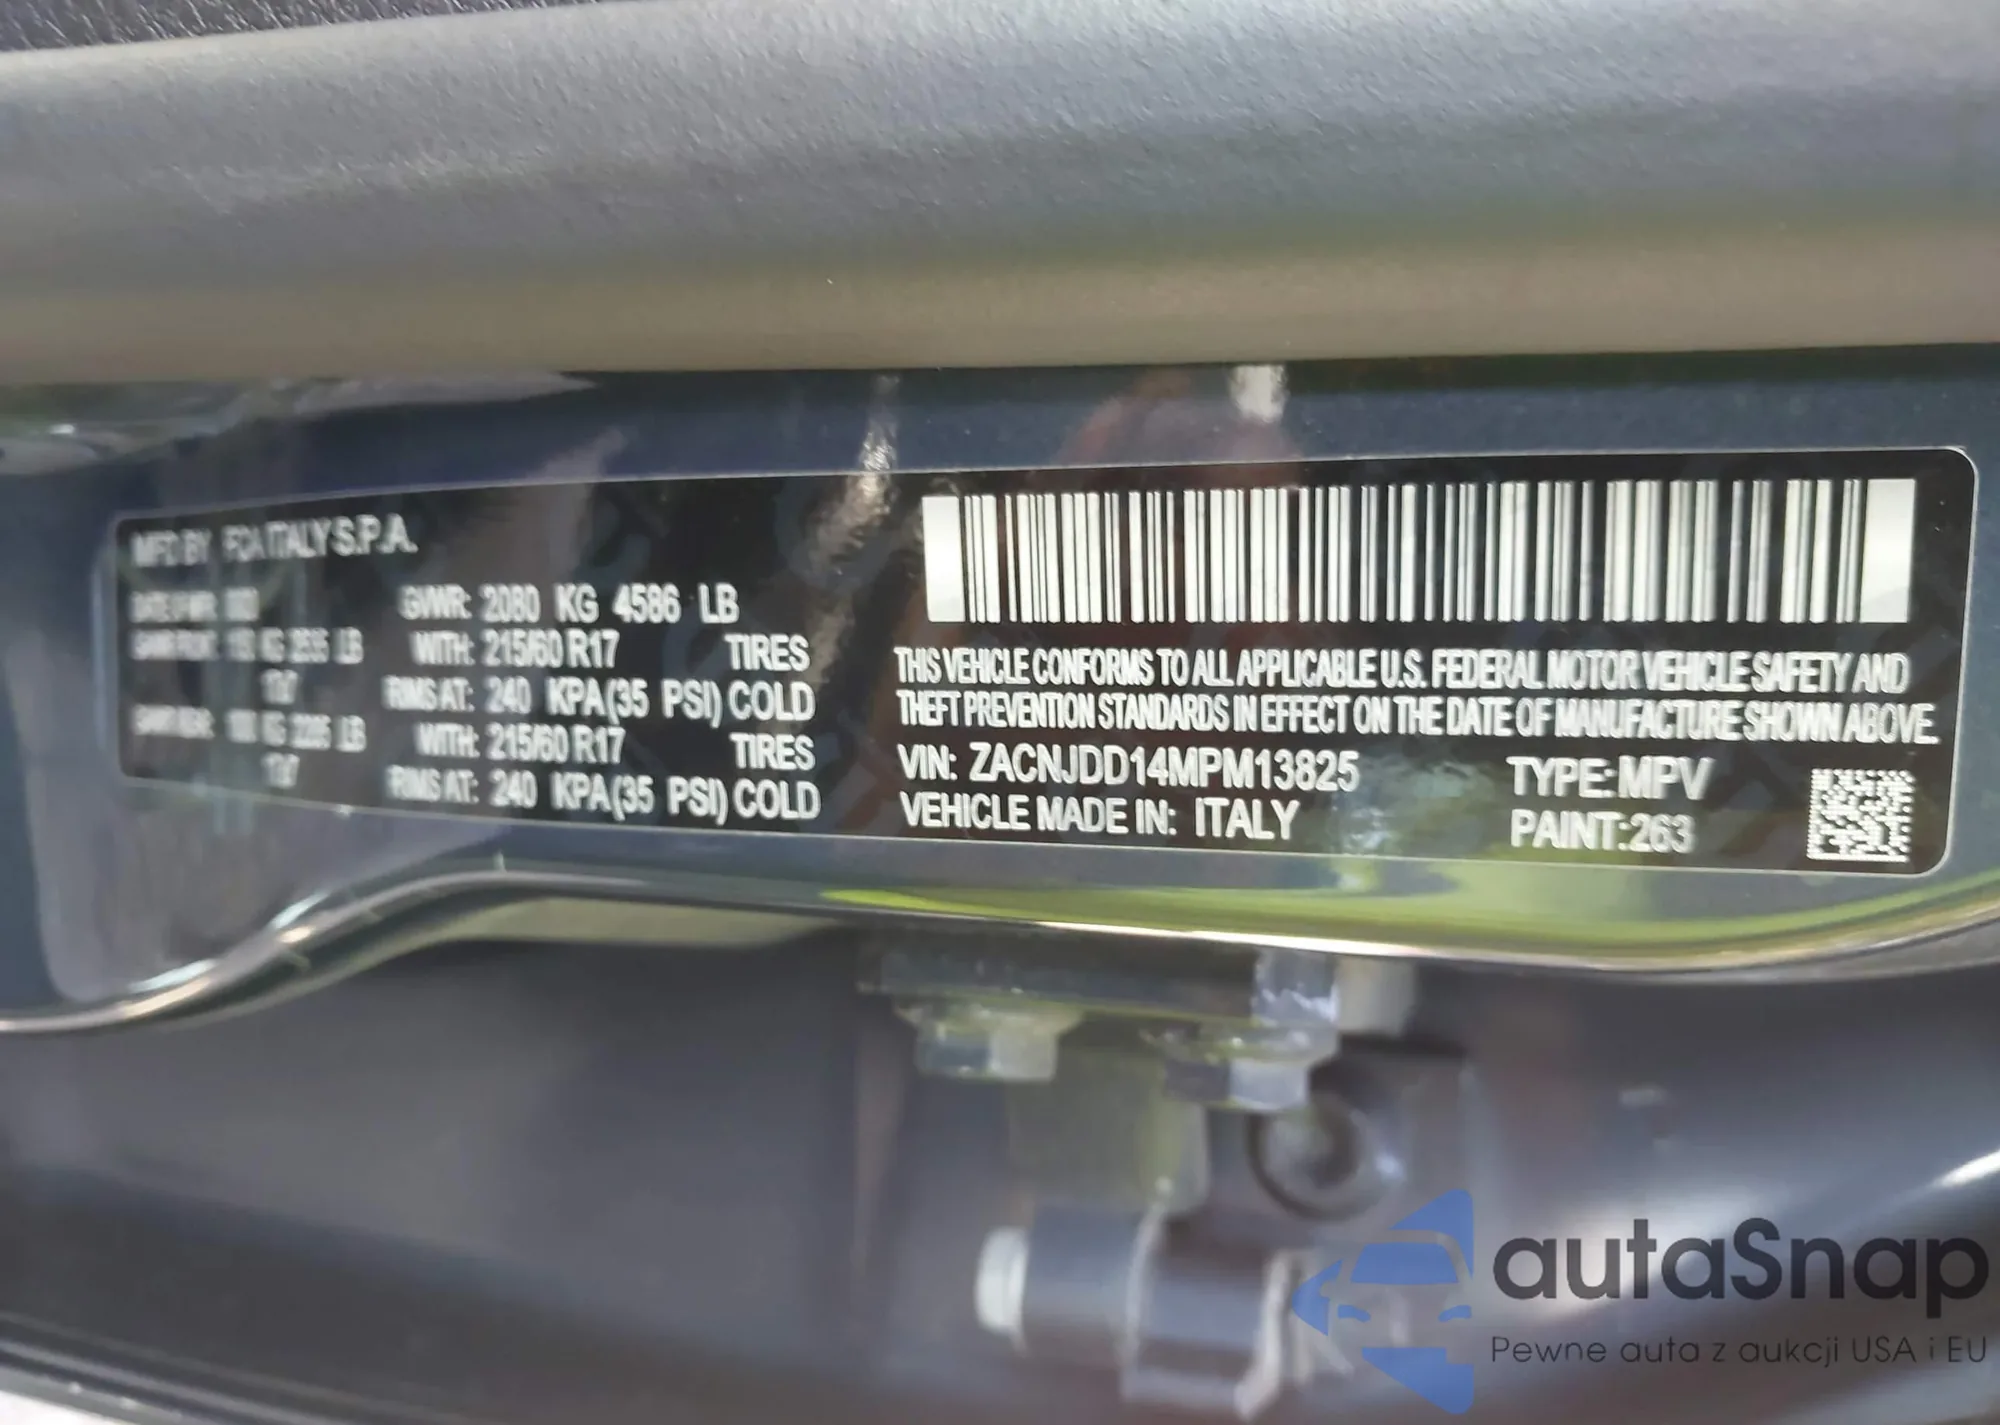 MFD BY FCA ITALY S.P.A.
GVWR: 2080 KG 4586 LB
WITH: 215/60 R17 TIRES
RIMS AT: 240 KPA(35 PSI) COLD
WITH: 215/60 R17 TIRES
RIMS AT: 240 KPA(35 PSI) COLD
THIS VEHICLE CONFORMS TO ALL APPLICABLE U.S. FEDERAL MOTOR VEHICLE SAFETY AND
THEFT PREVENTION STANDARDS IN EFFECT ON THE DATE OF MANUFACTURE SHOWN ABOVE.
VIN: ZACNJDD14MPM13825 TYPE: MPV
VEHICLE MADE IN: ITALY PAINT: 263
autaSnap
Pewne auta z aukcji USA i EU